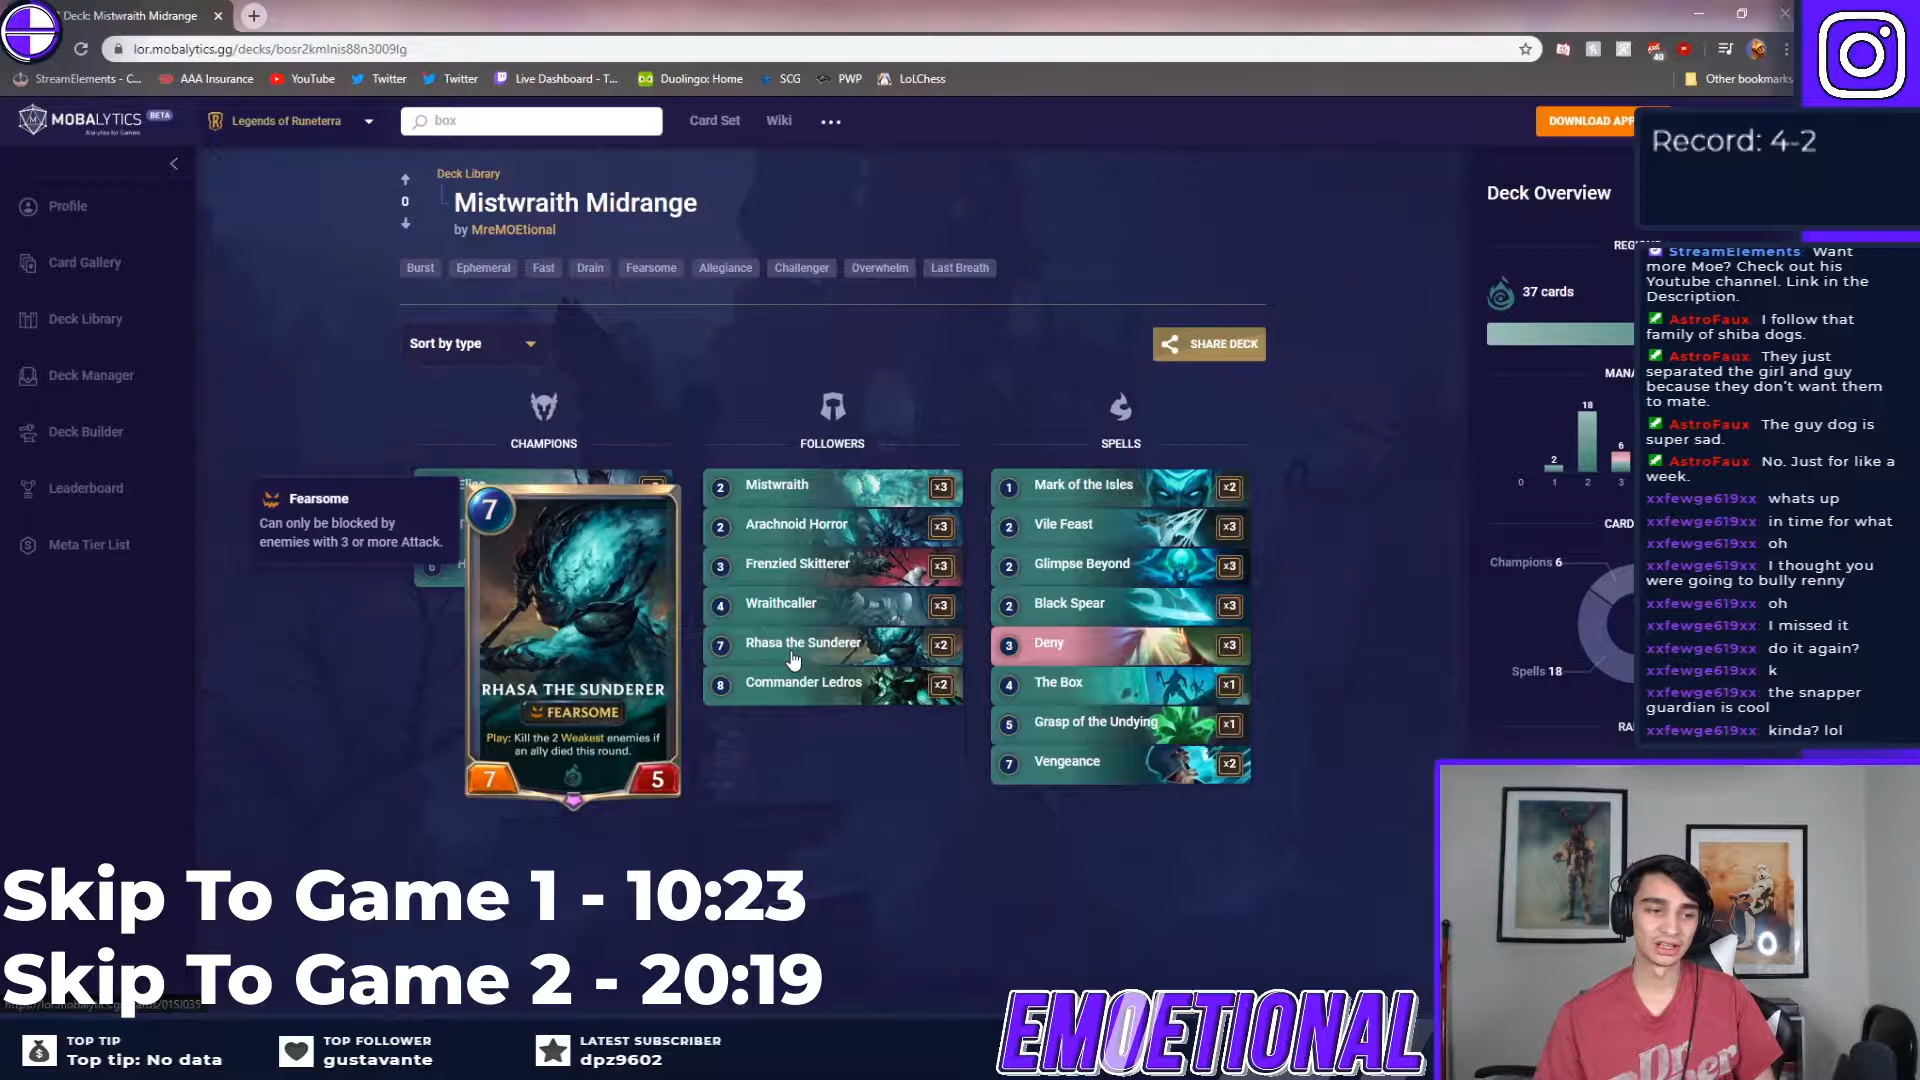 Deck: Mistwraith Midrange
lor.mobalytics.gg/decks/bosr2kmlnis88n3009lg
StreamElements - C...
AAA Insurance
YouTube
Twitter
Twitter
Live Dashboard - T...
Duolingo: Home
SCG
PWP
LoLChess
Other bookmarks
MOBALYTICS BETA
Analytics for Gamers
Legends of Runeterra
box
Card Set
Wiki
DOWNLOAD APP
Record: 4-2
Profile
Card Gallery
Deck Library
Deck Manager
Deck Builder
Leaderboard
Meta Tier List
Deck Library
0
Mistwraith Midrange
by MreMOEtional
Burst
Ephemeral
Fast
Drain
Fearsome
Allegiance
Challenger
Overwhelm
Last Breath
Sort by type
SHARE DECK
CHAMPIONS
FOLLOWERS
SPELLS
Fearsome
Can only be blocked by
enemies with 3 or more Attack.
6
7
RHASA THE SUNDERER
FEARSOME
Play: Kill the 2 Weakest enemies if
an ally died this round.
7
5
2 Mistwraith x3
2 Arachnoid Horror x3
3 Frenzied Skitterer x3
4 Wraithcaller x3
7 Rhasa the Sunderer x2
8 Commander Ledros x2
1 Mark of the Isles x2
2 Vile Feast x3
2 Glimpse Beyond x3
2 Black Spear x3
3 Deny x3
4 The Box x1
5 Grasp of the Undying x1
7 Vengeance x2
Deck Overview
37 cards
MANA
18
6
2
0 1 2 3
CARD
Champions 6
Spells 18
StreamElements: Want
more Moe? Check out his
Youtube channel. Link in the
Description.
AstroFaux I follow that
family of shiba dogs.
AstroFaux They just
separated the girl and guy
because they don't want them
to mate.
AstroFaux The guy dog is
super sad.
AstroFaux No. Just for like a
week.
xxfewge619xx whats up
xxfewge619xx in time for what
xxfewge619xx oh
xxfewge619xx I thought you
were going to bully renny
xxfewge619xx oh
xxfewge619xx I missed it
xxfewge619xx do it again?
xxfewge619xx k
xxfewge619xx the snapper
guardian is cool
xxfewge619xx kinda? lol
Skip To Game 1 - 10:23
Skip To Game 2 - 20:19
TOP TIP
Top tip: No data
TOP FOLLOWER
gustavante
LATEST SUBSCRIBER
dpz9602
EMOETIONAL